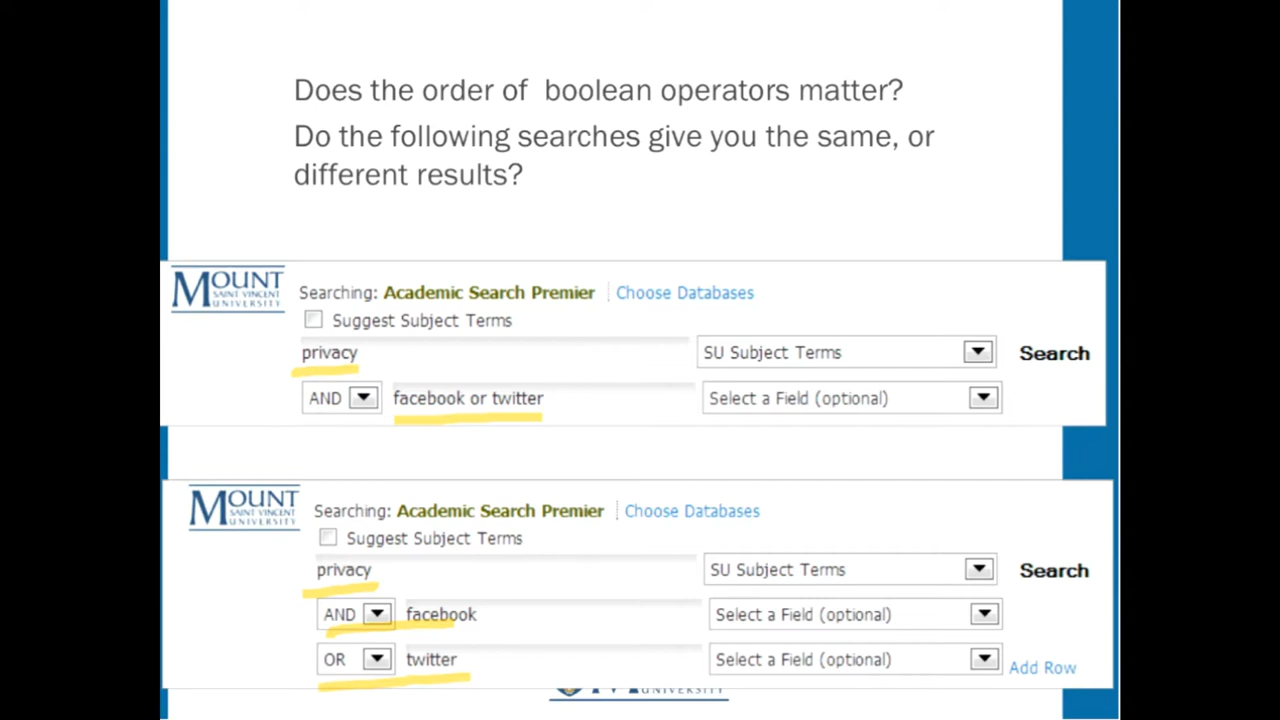 Does the order of boolean operators matter?
Do the following searches give you the same, or
different results?
MOUNT
SAINT VINCENT
UNIVERSITY
Searching: Academic Search Premier Choose Databases
Suggest Subject Terms
privacy SU Subject Terms Search
AND facebook or twitter Select a Field (optional)
MOUNT
SAINT VINCENT
UNIVERSITY
Searching: Academic Search Premier Choose Databases
Suggest Subject Terms
privacy SU Subject Terms Search
AND facebook Select a Field (optional)
OR twitter Select a Field (optional) Add Row
UNIVERSITY